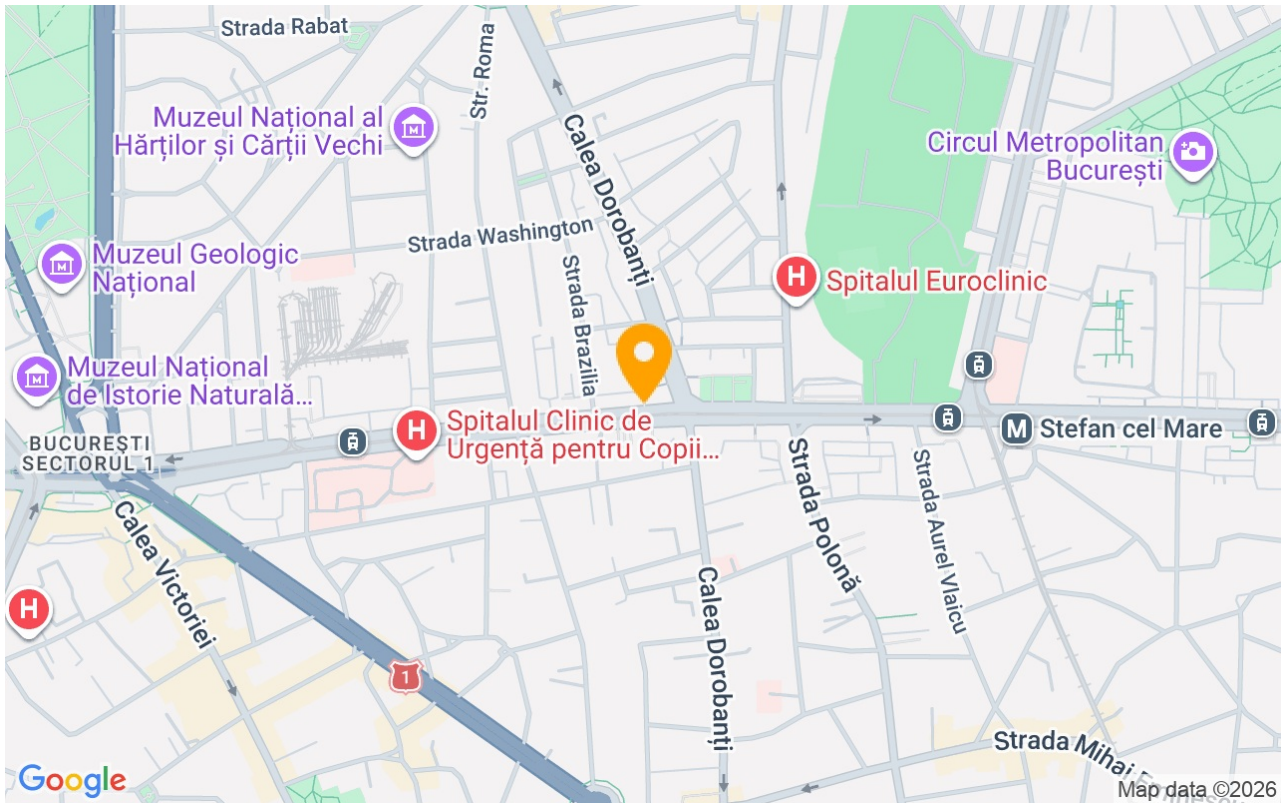 Strada Rabat
Str. Roma
Muzeul Național al
Hărților și Cărții Vechi
Calea Dorobanți
Circul Metropolitan
București
Strada Washington
Muzeul Geologic
Național
Strada Brazilia
Spitalul Euroclinic
Muzeul Național
de Istorie Naturală...
Spitalul Clinic de
Urgență pentru Copii...
M Stefan cel Mare
BUCUREȘTI
SECTORUL 1
Strada Polonă
Strada Aurel Vlaicu
Calea Victoriei
Calea Dorobanți
1
Strada Mihai
Google
Map data ©2026